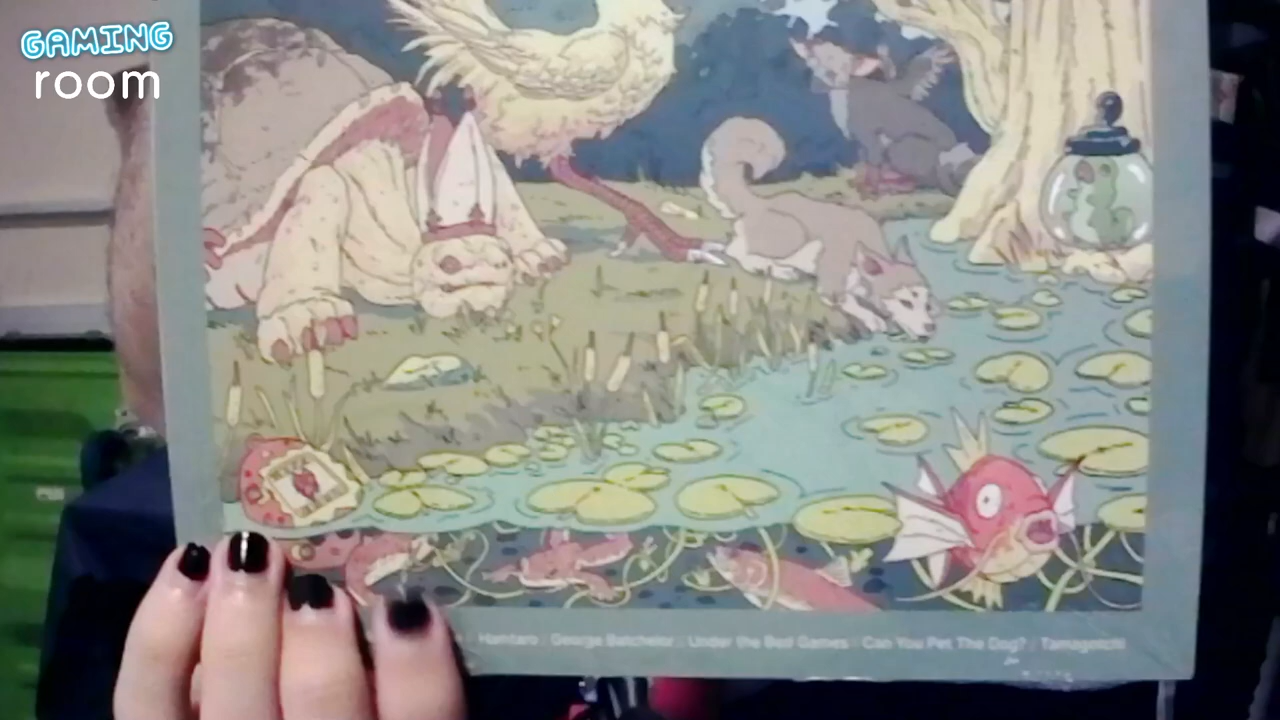 GAMING
room
Hamtaro : George Batchelor : Under the Bed Games : Can You Pet The Dog? : Tamagotchi